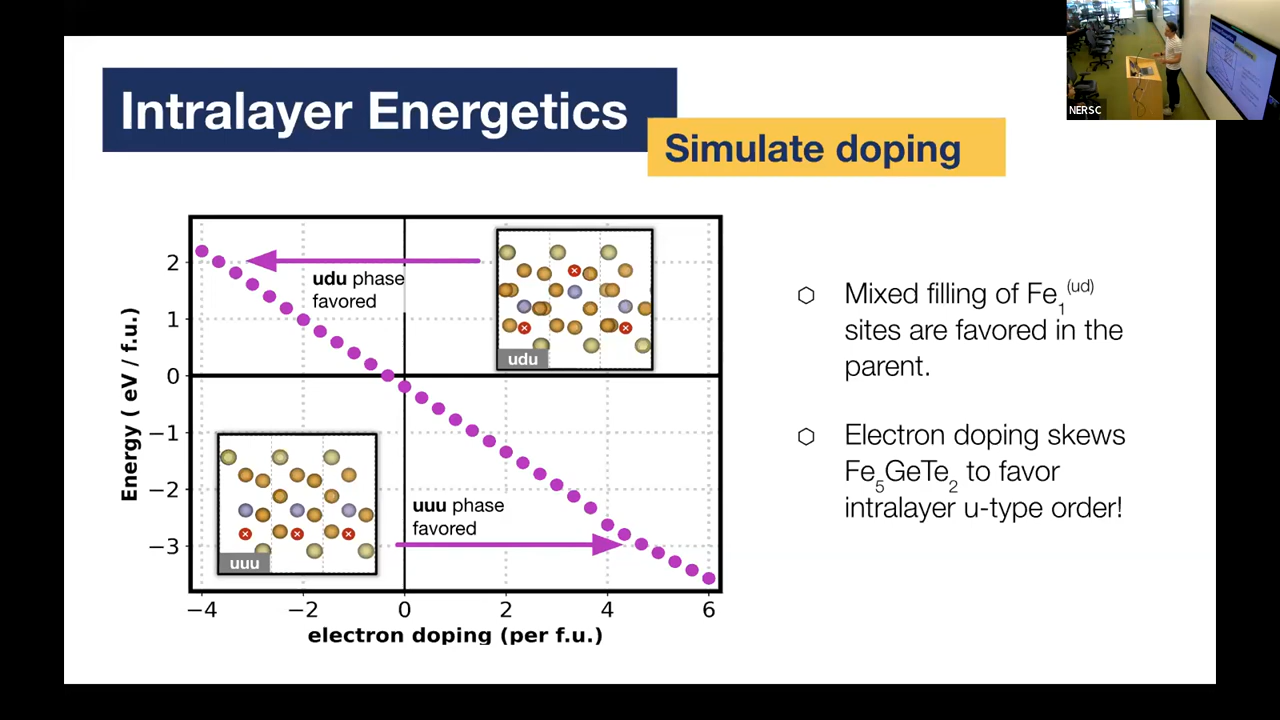 NERSC
Intralayer Energetics
Simulate doping
Energy ( eV / f.u.)
2
1
0
−1
−2
−3
udu phase
favored
udu
uuu phase
favored
uuu
−4
−2
0
2
4
6
electron doping (per f.u.)
Mixed filling of Fe₁⁽ᵘᵈ⁾
sites are favored in the
parent.
Electron doping skews
Fe₅GeTe₂ to favor
intralayer u-type order!